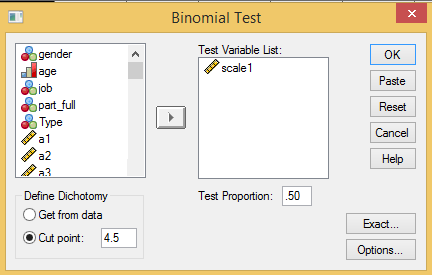 Binomial Test
gender
age
job
part_full
Type
a1
a2
a3
Test Variable List:
scale1
OK
Paste
Reset
Cancel
Help
Define Dichotomy
Get from data
Cut point: 4.5
Test Proportion: .50
Exact...
Options...